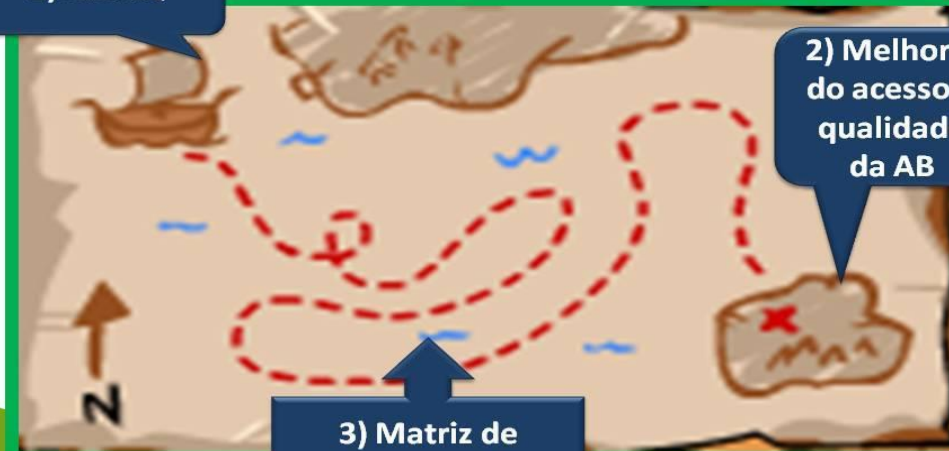 2) Melhor
do acesso
qualidad
da AB
N
3) Matriz de